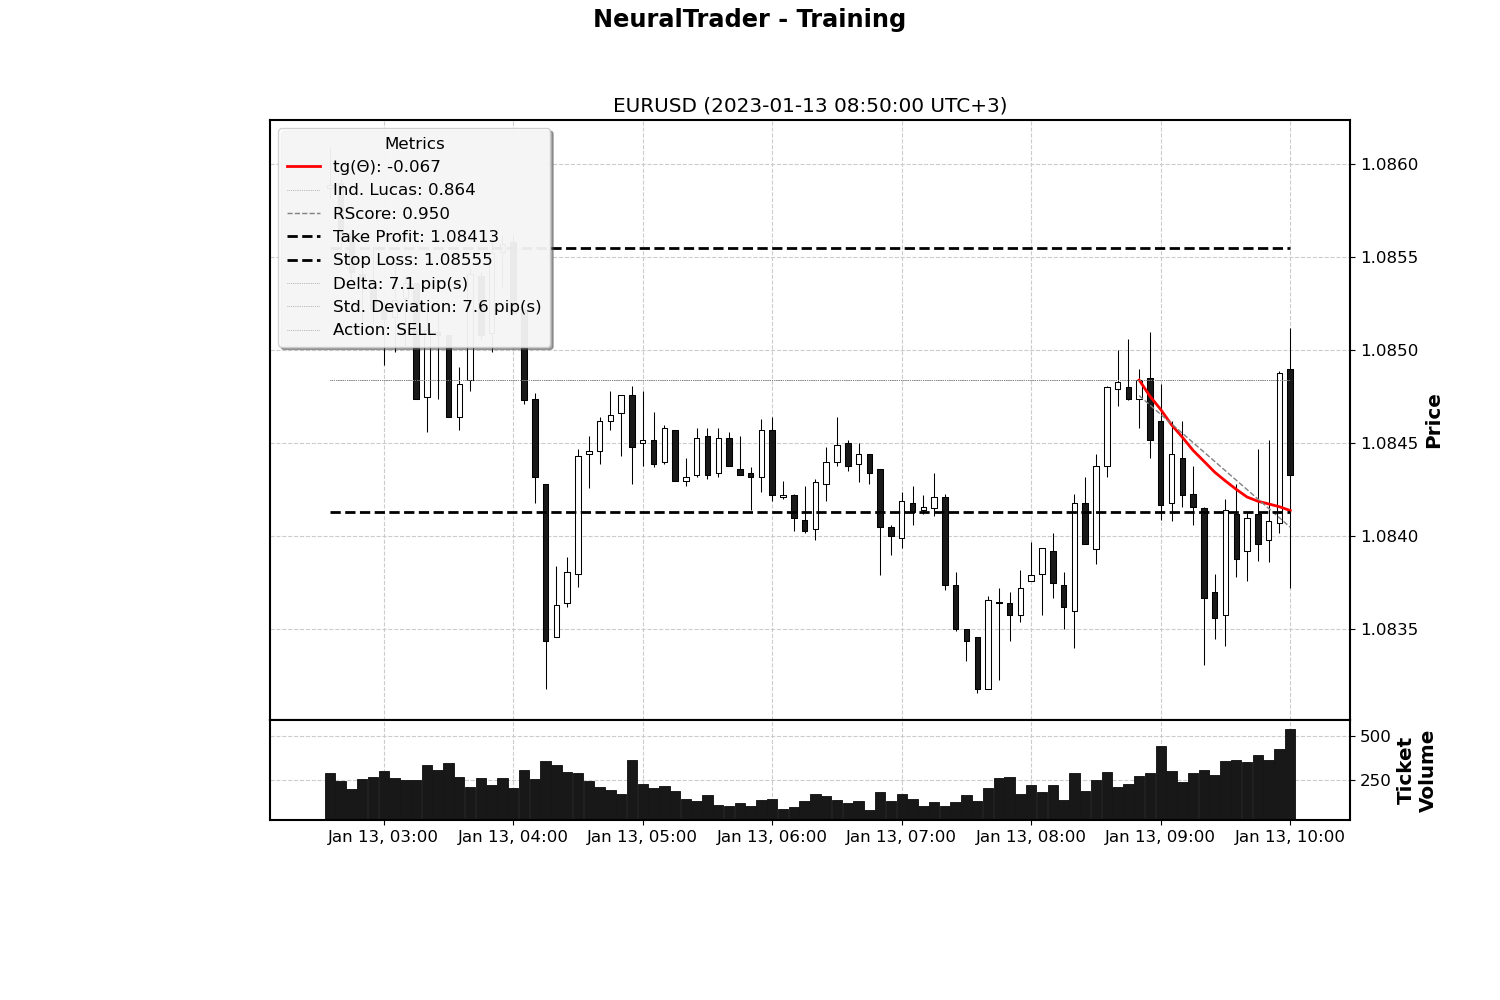 NeuralTrader - Training
EURUSD (2023-01-13 08:50:00 UTC+3)
Metrics
tg(Θ): -0.067
Ind. Lucas: 0.864
RScore: 0.950
Take Profit: 1.08413
Stop Loss: 1.08555
Delta: 7.1 pip(s)
Std. Deviation: 7.6 pip(s)
Action: SELL
1.0860
1.0855
1.0850
1.0845
1.0840
1.0835
Price
500
250
Ticket
Volume
Jan 13, 03:00
Jan 13, 04:00
Jan 13, 05:00
Jan 13, 06:00
Jan 13, 07:00
Jan 13, 08:00
Jan 13, 09:00
Jan 13, 10:00